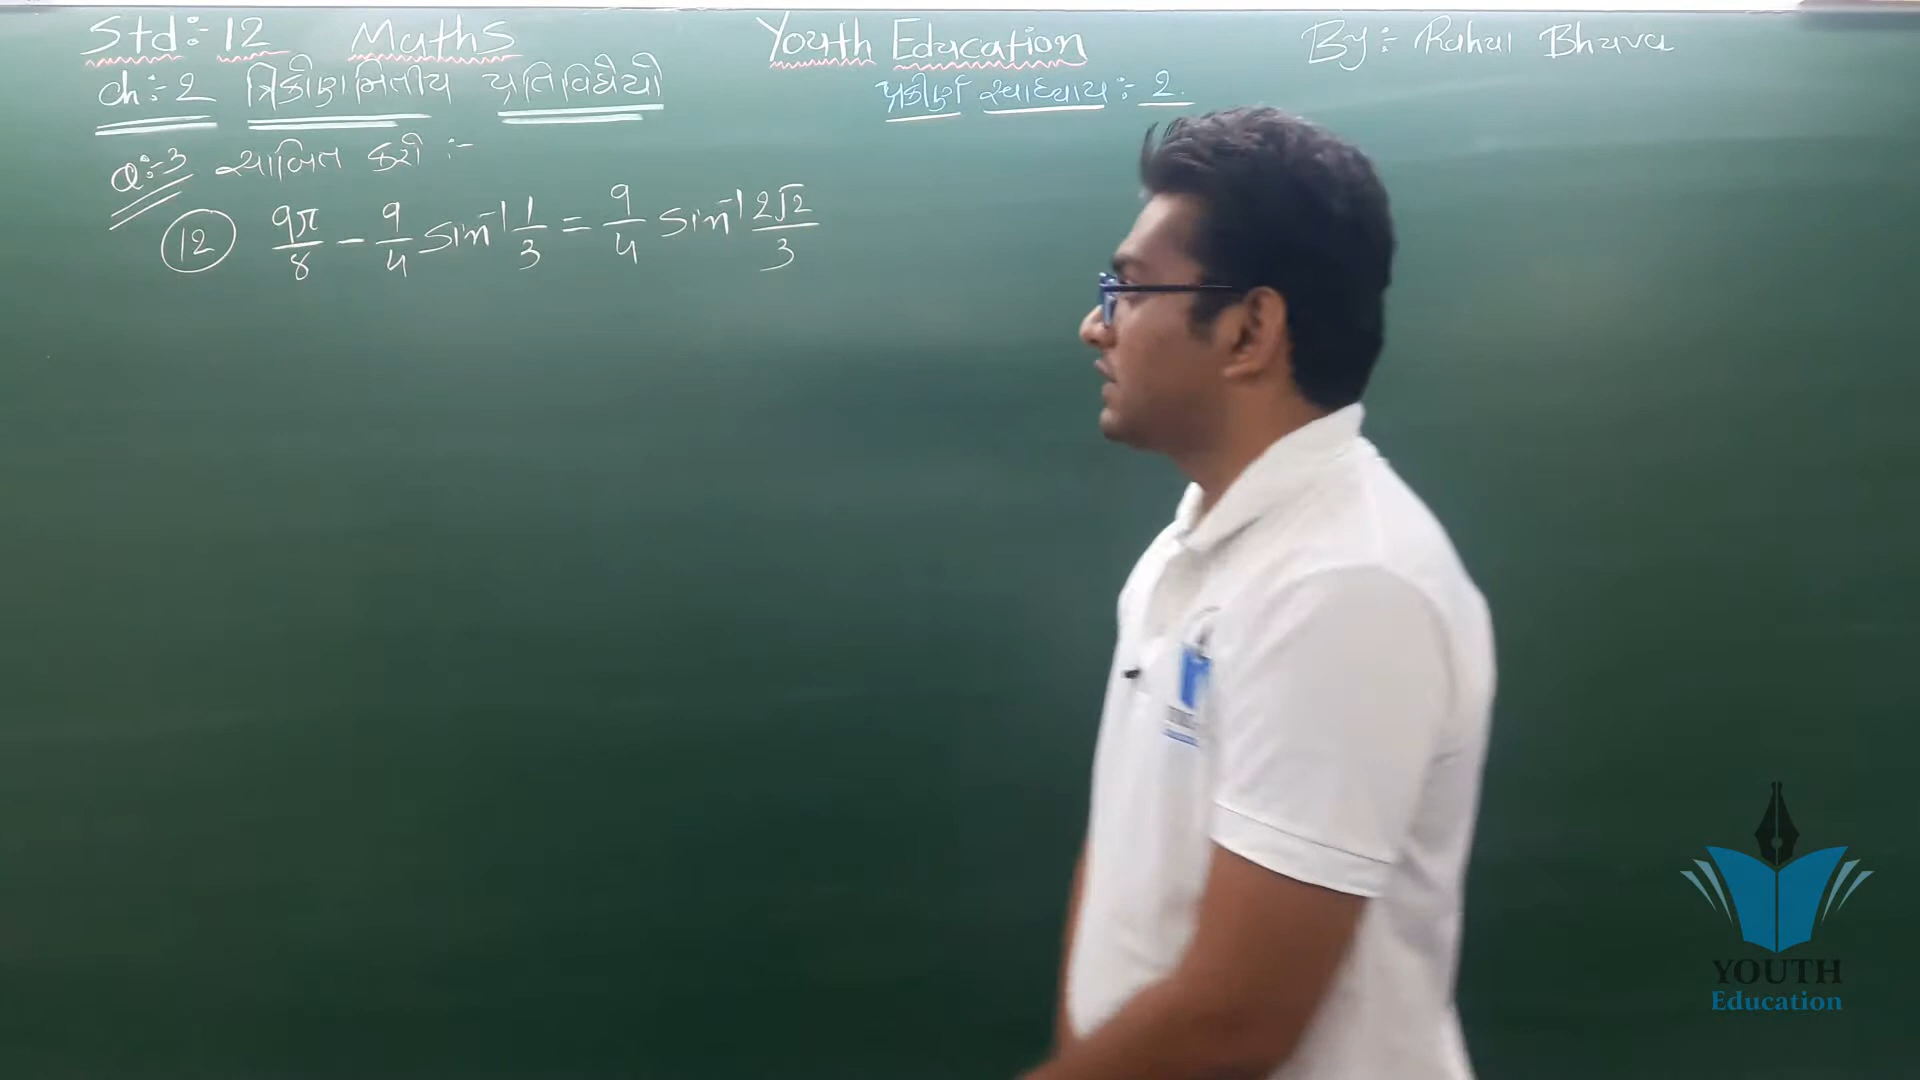 Std:- 12 Maths Youth Education By:- Rahul Bhuva
ch:- 2 ત્રિકોણમિતીય પ્રતિવિધેયો પ્રકીર્ણ સ્વાધ્યાય :- 2.
Q:-3 સાબિત કરો :-
12 9π/8 - 9/4 sin⁻¹ 1/3 = 9/4 sin⁻¹ 2√2/3
YOUTH
Education